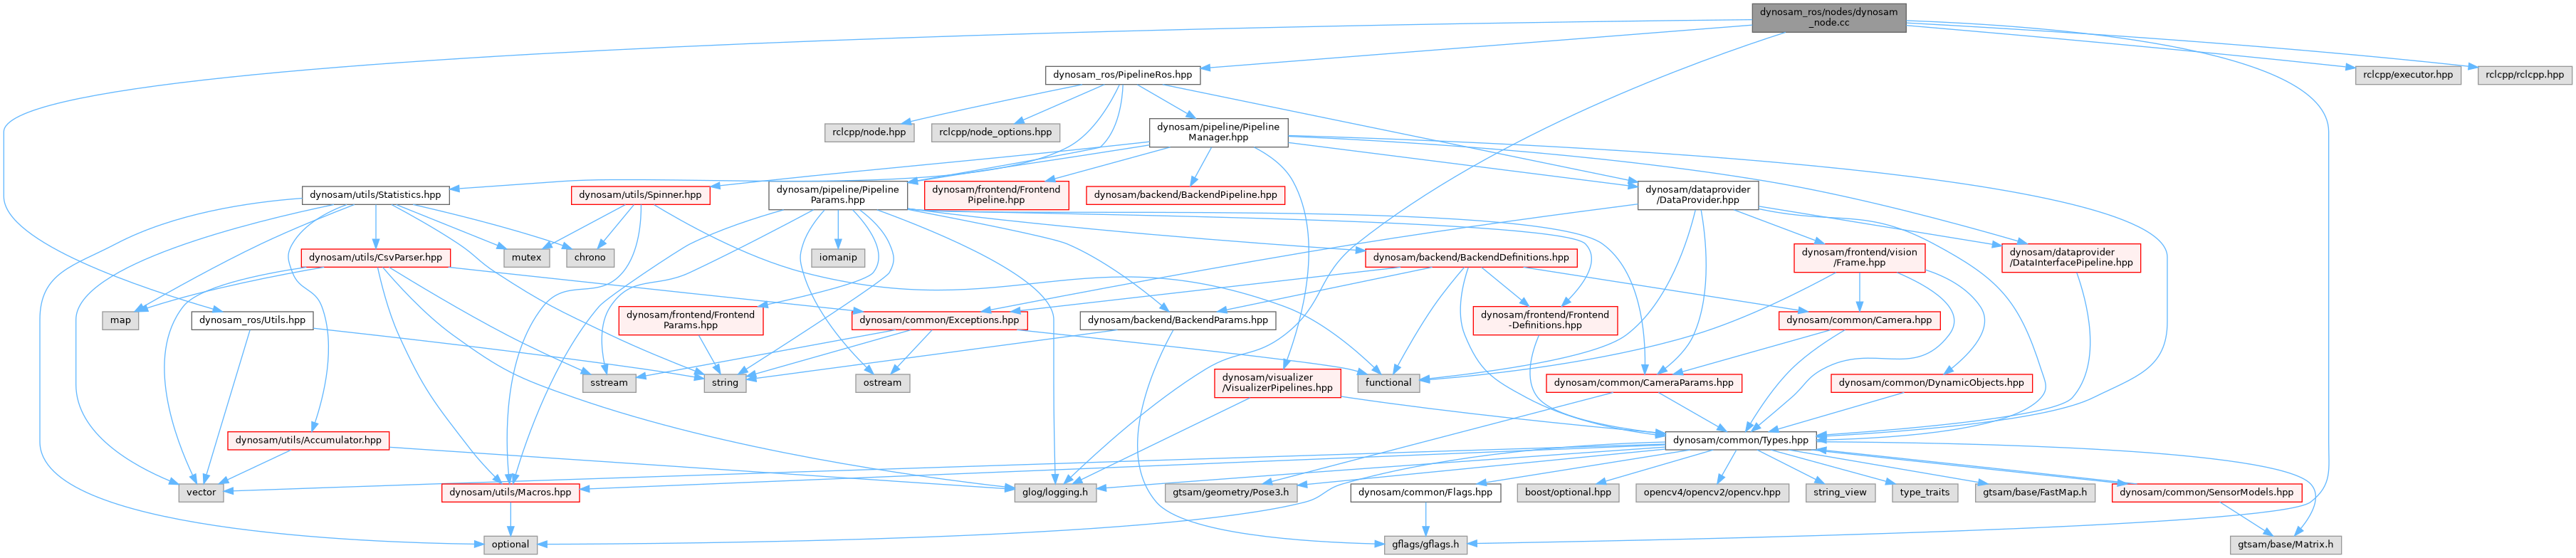 dynosam_ros/nodes/dynosam
_node.cc
dynosam_ros/PipelineRos.hpp
rclcpp/executor.hpp
rclcpp/rclcpp.hpp
rclcpp/node.hpp
rclcpp/node_options.hpp
dynosam/pipeline/Pipeline
Manager.hpp
dynosam/utils/Statistics.hpp
dynosam/utils/Spinner.hpp
dynosam/pipeline/Pipeline
Params.hpp
dynosam/frontend/Frontend
Pipeline.hpp
dynosam/backend/BackendPipeline.hpp
dynosam/dataprovider
/DataProvider.hpp
dynosam/utils/CsvParser.hpp
mutex
chrono
iomanip
dynosam/backend/BackendDefinitions.hpp
dynosam/frontend/vision
/Frame.hpp
dynosam/dataprovider
/DataInterfacePipeline.hpp
map
dynosam_ros/Utils.hpp
dynosam/frontend/Frontend
Params.hpp
dynosam/common/Exceptions.hpp
dynosam/backend/BackendParams.hpp
dynosam/frontend/Frontend
-Definitions.hpp
dynosam/common/Camera.hpp
sstream
string
ostream
dynosam/visualizer
/VisualizerPipelines.hpp
functional
dynosam/common/CameraParams.hpp
dynosam/common/DynamicObjects.hpp
dynosam/utils/Accumulator.hpp
dynosam/common/Types.hpp
vector
dynosam/utils/Macros.hpp
glog/logging.h
gtsam/geometry/Pose3.h
dynosam/common/Flags.hpp
boost/optional.hpp
opencv4/opencv2/opencv.hpp
string_view
type_traits
gtsam/base/FastMap.h
dynosam/common/SensorModels.hpp
optional
gflags/gflags.h
gtsam/base/Matrix.h